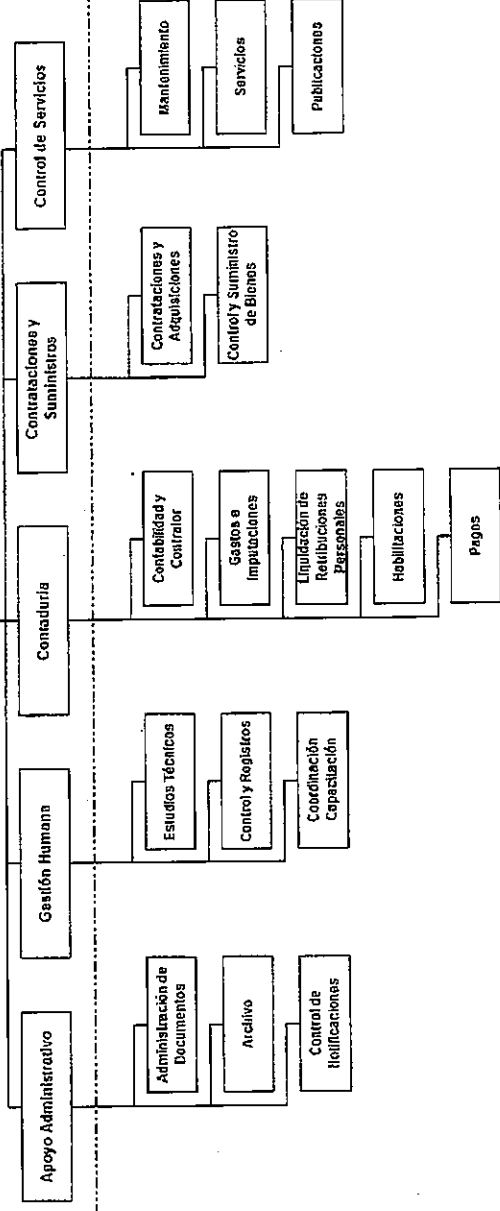 Apoyo Administrativo
Administración de
Documentos
Archivo
Control de
Notificaciones
Gestión Humana
Estudios Técnicos
Control y Registros
Coordinación
Capacitación
Contaduría
Contabilidad y
Contralor
Gastos e
Imputaciones
Liquidación de
Retribuciones
Personales
Habilitaciones
Pagos
Contrataciones y
Suministros
Contrataciones y
Adquisiciones
Control y Suministro
de Bienes
Control de Servicios
Mantenimiento
Servicios
Publicaciones